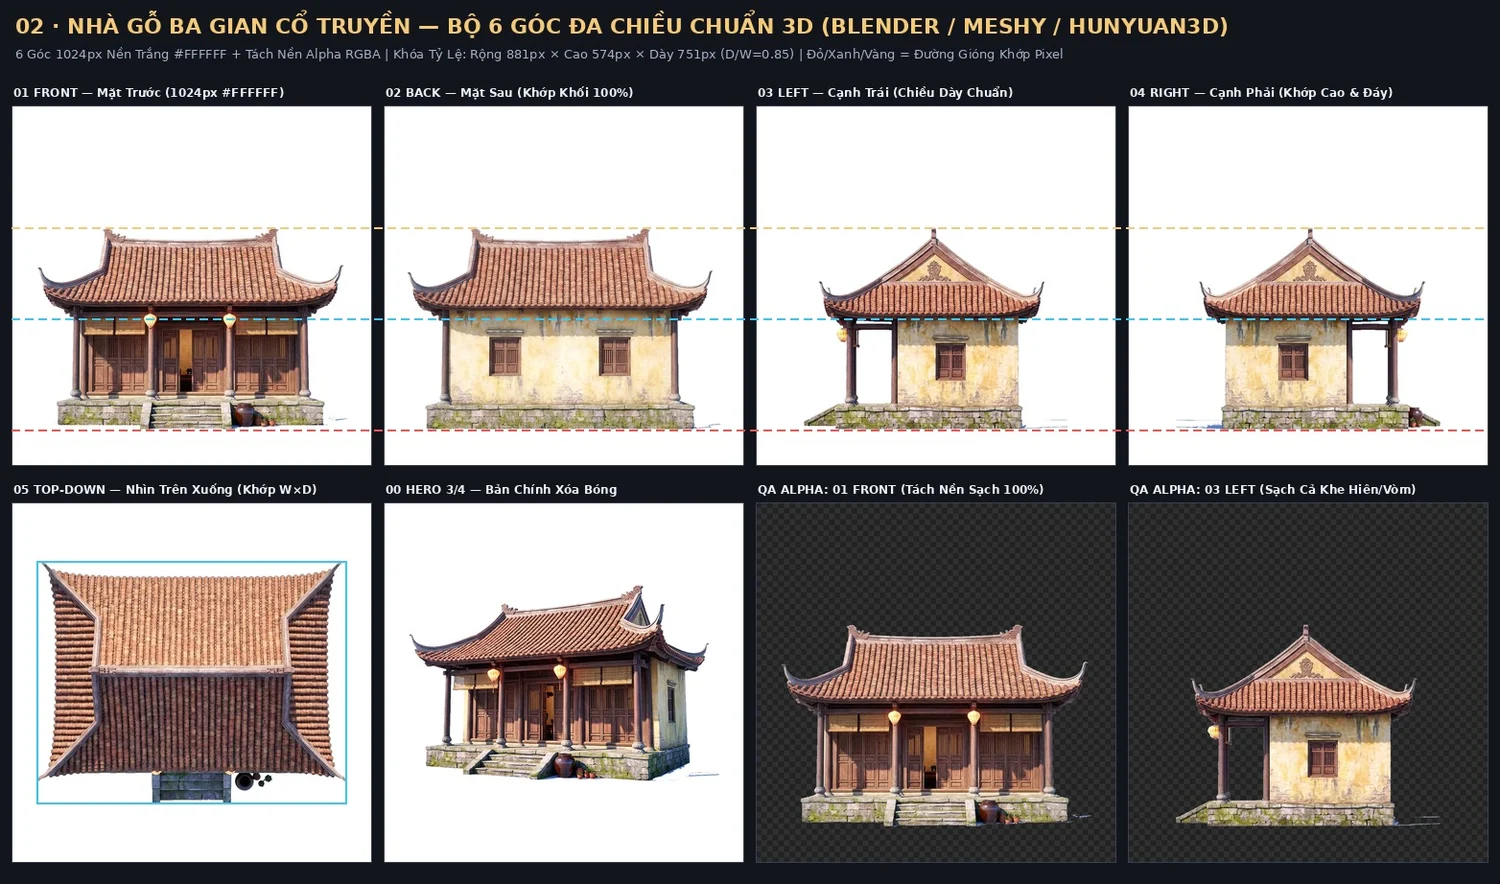 02 · NHÀ GỖ BA GIAN CỔ TRUYỀN — BỘ 6 GÓC ĐA CHIỀU CHUẨN 3D (BLENDER / MESHY / HUNYUAN3D)
6 Góc 1024px Nền Trắng #FFFFFF + Tách Nền Alpha RGBA | Khóa Tỷ Lệ: Rộng 881px × Cao 574px × Dày 751px (D/W=0.85) | Đỏ/Xanh/Vàng = Đường Gióng Khớp Pixel
01 FRONT — Mặt Trước (1024px #FFFFFF)
02 BACK — Mặt Sau (Khớp Khối 100%)
03 LEFT — Cạnh Trái (Chiều Dày Chuẩn)
04 RIGHT — Cạnh Phải (Khớp Cao & Đáy)
05 TOP-DOWN — Nhìn Trên Xuống (Khớp W×D)
00 HERO 3/4 — Bản Chính Xóa Bóng
QA ALPHA: 01 FRONT (Tách Nền Sạch 100%)
QA ALPHA: 03 LEFT (Sạch Cả Khe Hiên/Vòm)